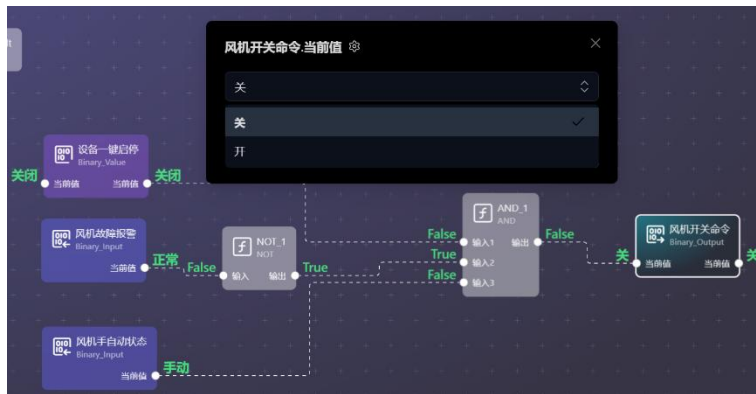 lt
风机开关命令.当前值
关
关
开
设备一键启停
Binary_Value
关闭 当前值 当前值 关闭
风机故障报警
Binary_Input
当前值 正常
False
NOT_1
NOT
输入 输出 True
AND_1
AND
False 输入1 输出 False
True 输入2
False 输入3
风机开关命令
Binary_Output
关 当前值 当前值 关
风机手自动状态
Binary_Input
当前值 手动